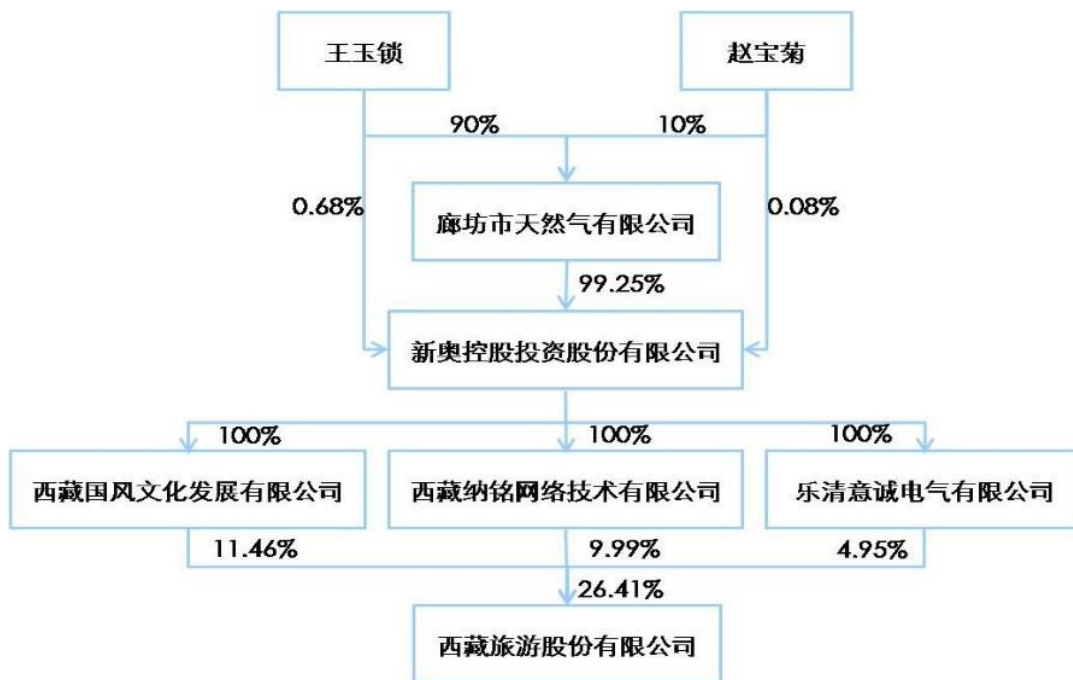 王玉锁
赵宝菊
90%
10%
0.68%
0.08%
廊坊市天然气有限公司
99.25%
新奥控股投资股份有限公司
100%
100%
100%
西藏国风文化发展有限公司
西藏纳铭网络技术有限公司
乐清意诚电气有限公司
11.46%
9.99%
4.95%
26.41%
西藏旅游股份有限公司